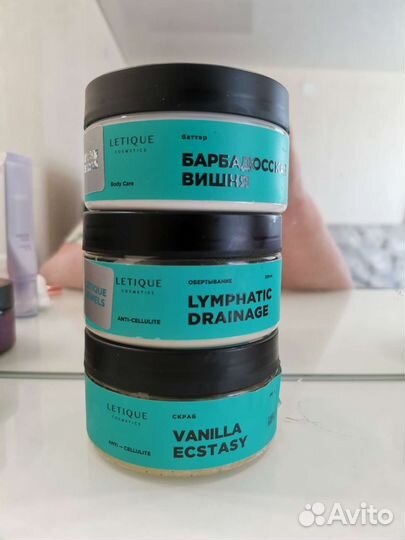 LETIQUE
COSMETICS
баттер
БАРБАДОССКАЯ
ВИШНЯ
Body Care
LETIQUE
COSMETICS
ОБЕРТЫВАНИЕ
LYMPHATIC
DRAINAGE
ANTI-CELLULITE
LETIQUE
COSMETICS
СКРАБ
VANILLA
ECSTASY
ANTI – CELLULITE
Avito